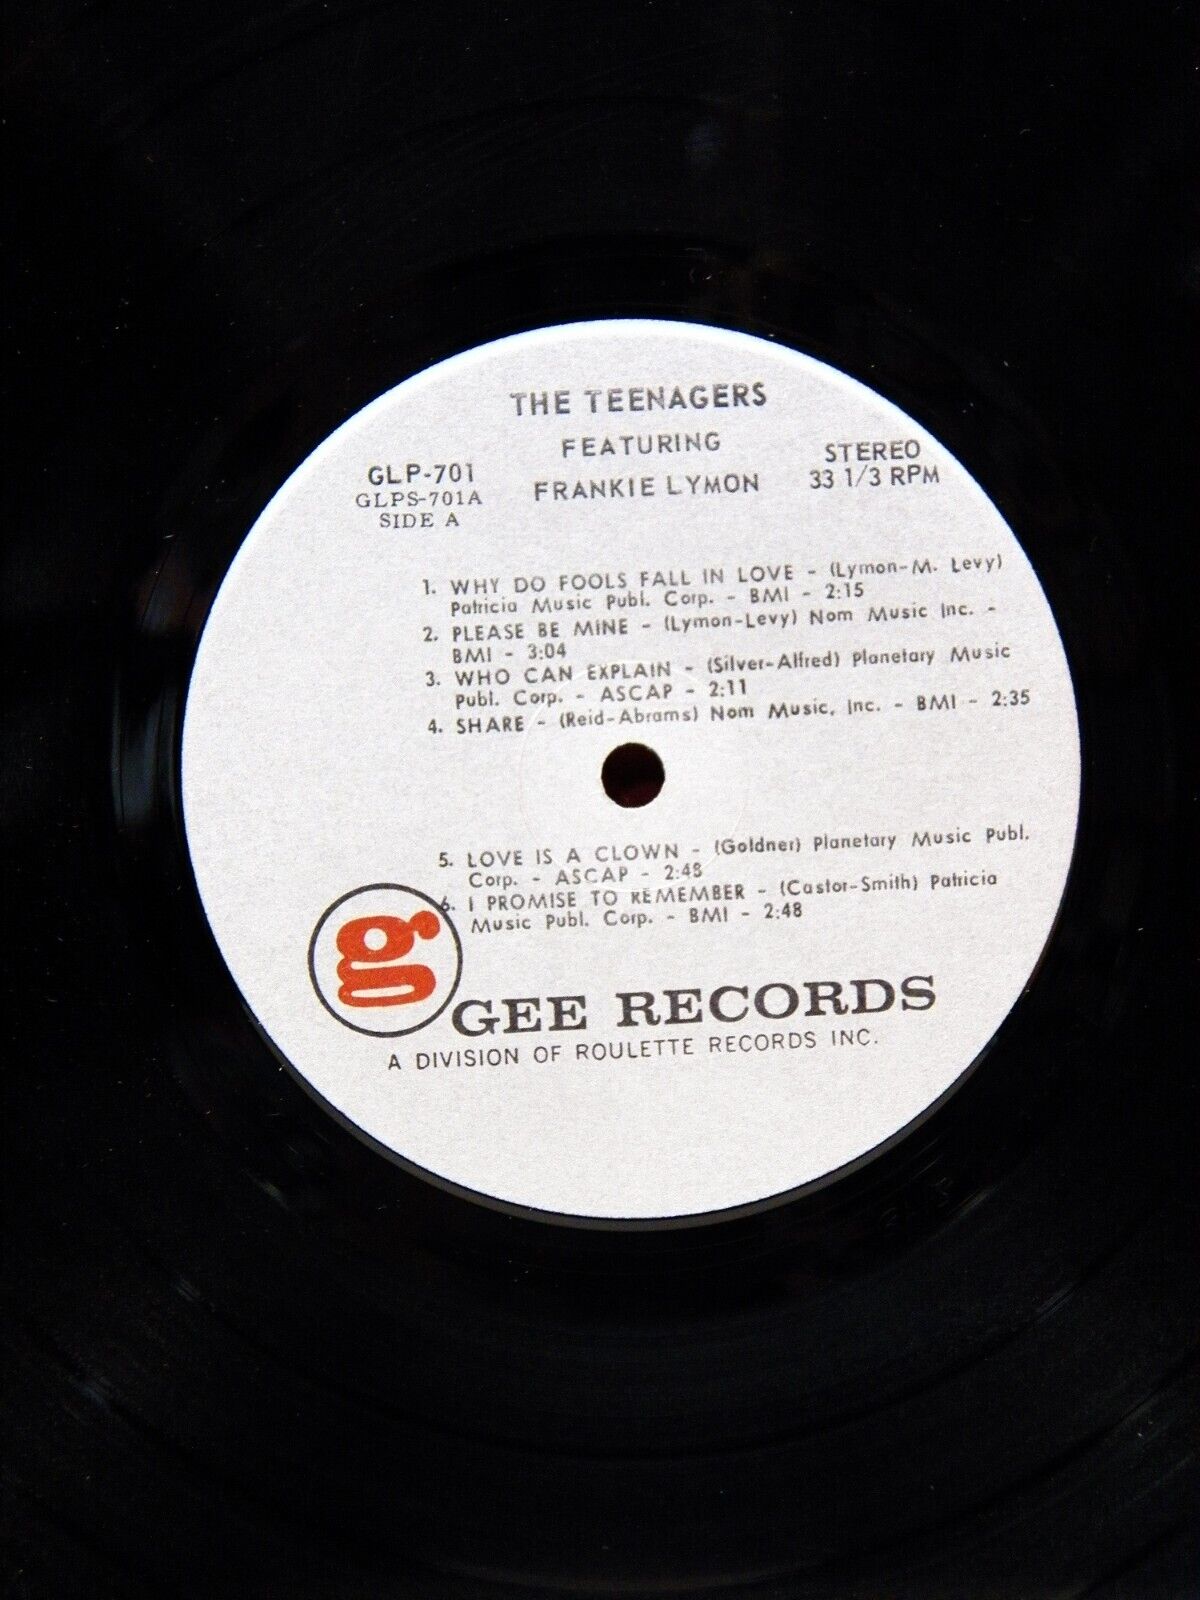 THE TEENAGERS
FEATURING
FRANKIE LYMON
GLP-701
GLPS-701A
SIDE A
STEREO
33 1/3 RPM
1. WHY DO FOOLS FALL IN LOVE - (Lymon-M. Levy)
Patricia Music Publ. Corp. - BMI - 2:15
2. PLEASE BE MINE - (Lymon-Levy) Nom Music Inc. -
BMI - 3:04
3. WHO CAN EXPLAIN - (Silver-Alfred) Planetary Music
Publ. Corp. - ASCAP - 2:11
4. SHARE - (Reid-Abrams) Nom Music, Inc. - BMI - 2:35
5. LOVE IS A CLOWN - (Goldner) Planetary Music Publ.
Corp. - ASCAP - 2:48
6. I PROMISE TO REMEMBER - (Castor-Smith) Patricia
Music Publ. Corp. - BMI - 2:48
g
GEE RECORDS
A DIVISION OF ROULETTE RECORDS INC.